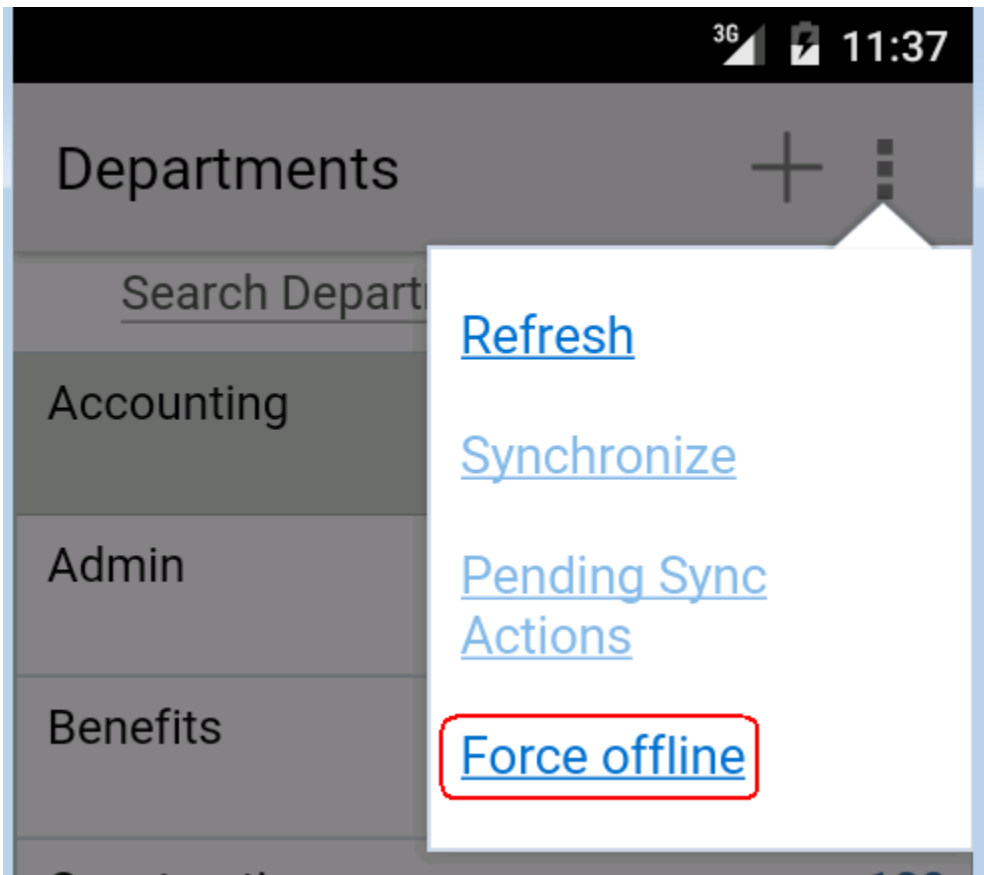 3G 11:37
Departments
Search Depart
Refresh
Accounting
Synchronize
Admin
Pending Sync
Actions
Benefits
Force offline